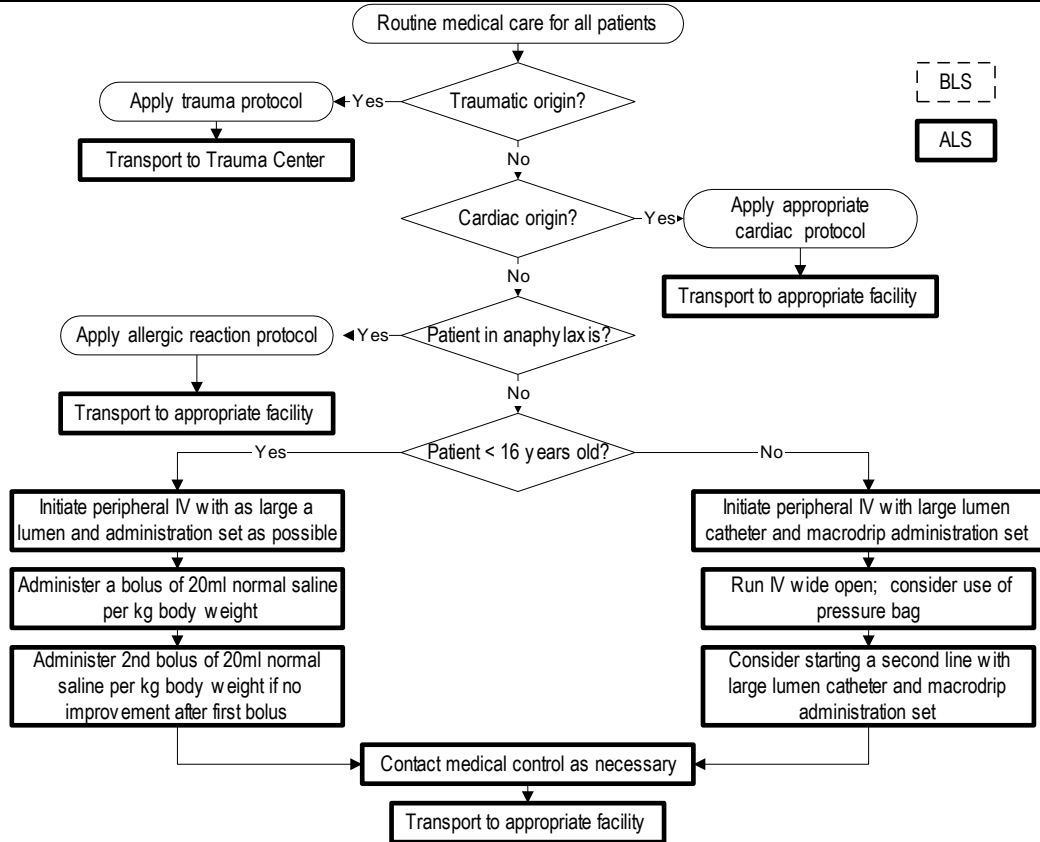 Routine medical care for all patients
BLS
ALS
Traumatic origin?
Yes
Apply trauma protocol
Transport to Trauma Center
No
Cardiac origin?
Yes
Apply appropriate
cardiac protocol
Transport to appropriate facility
No
Patient in anaphylaxis?
Yes
Apply allergic reaction protocol
Transport to appropriate facility
No
Patient < 16 years old?
Yes
Initiate peripheral IV with as large a
lumen and administration set as possible
Administer a bolus of 20ml normal saline
per kg body weight
Administer 2nd bolus of 20ml normal
saline per kg body weight if no
improvement after first bolus
No
Initiate peripheral IV with large lumen
catheter and macrodrip administration set
Run IV wide open; consider use of
pressure bag
Consider starting a second line with
large lumen catheter and macrodrip
administration set
Contact medical control as necessary
Transport to appropriate facility